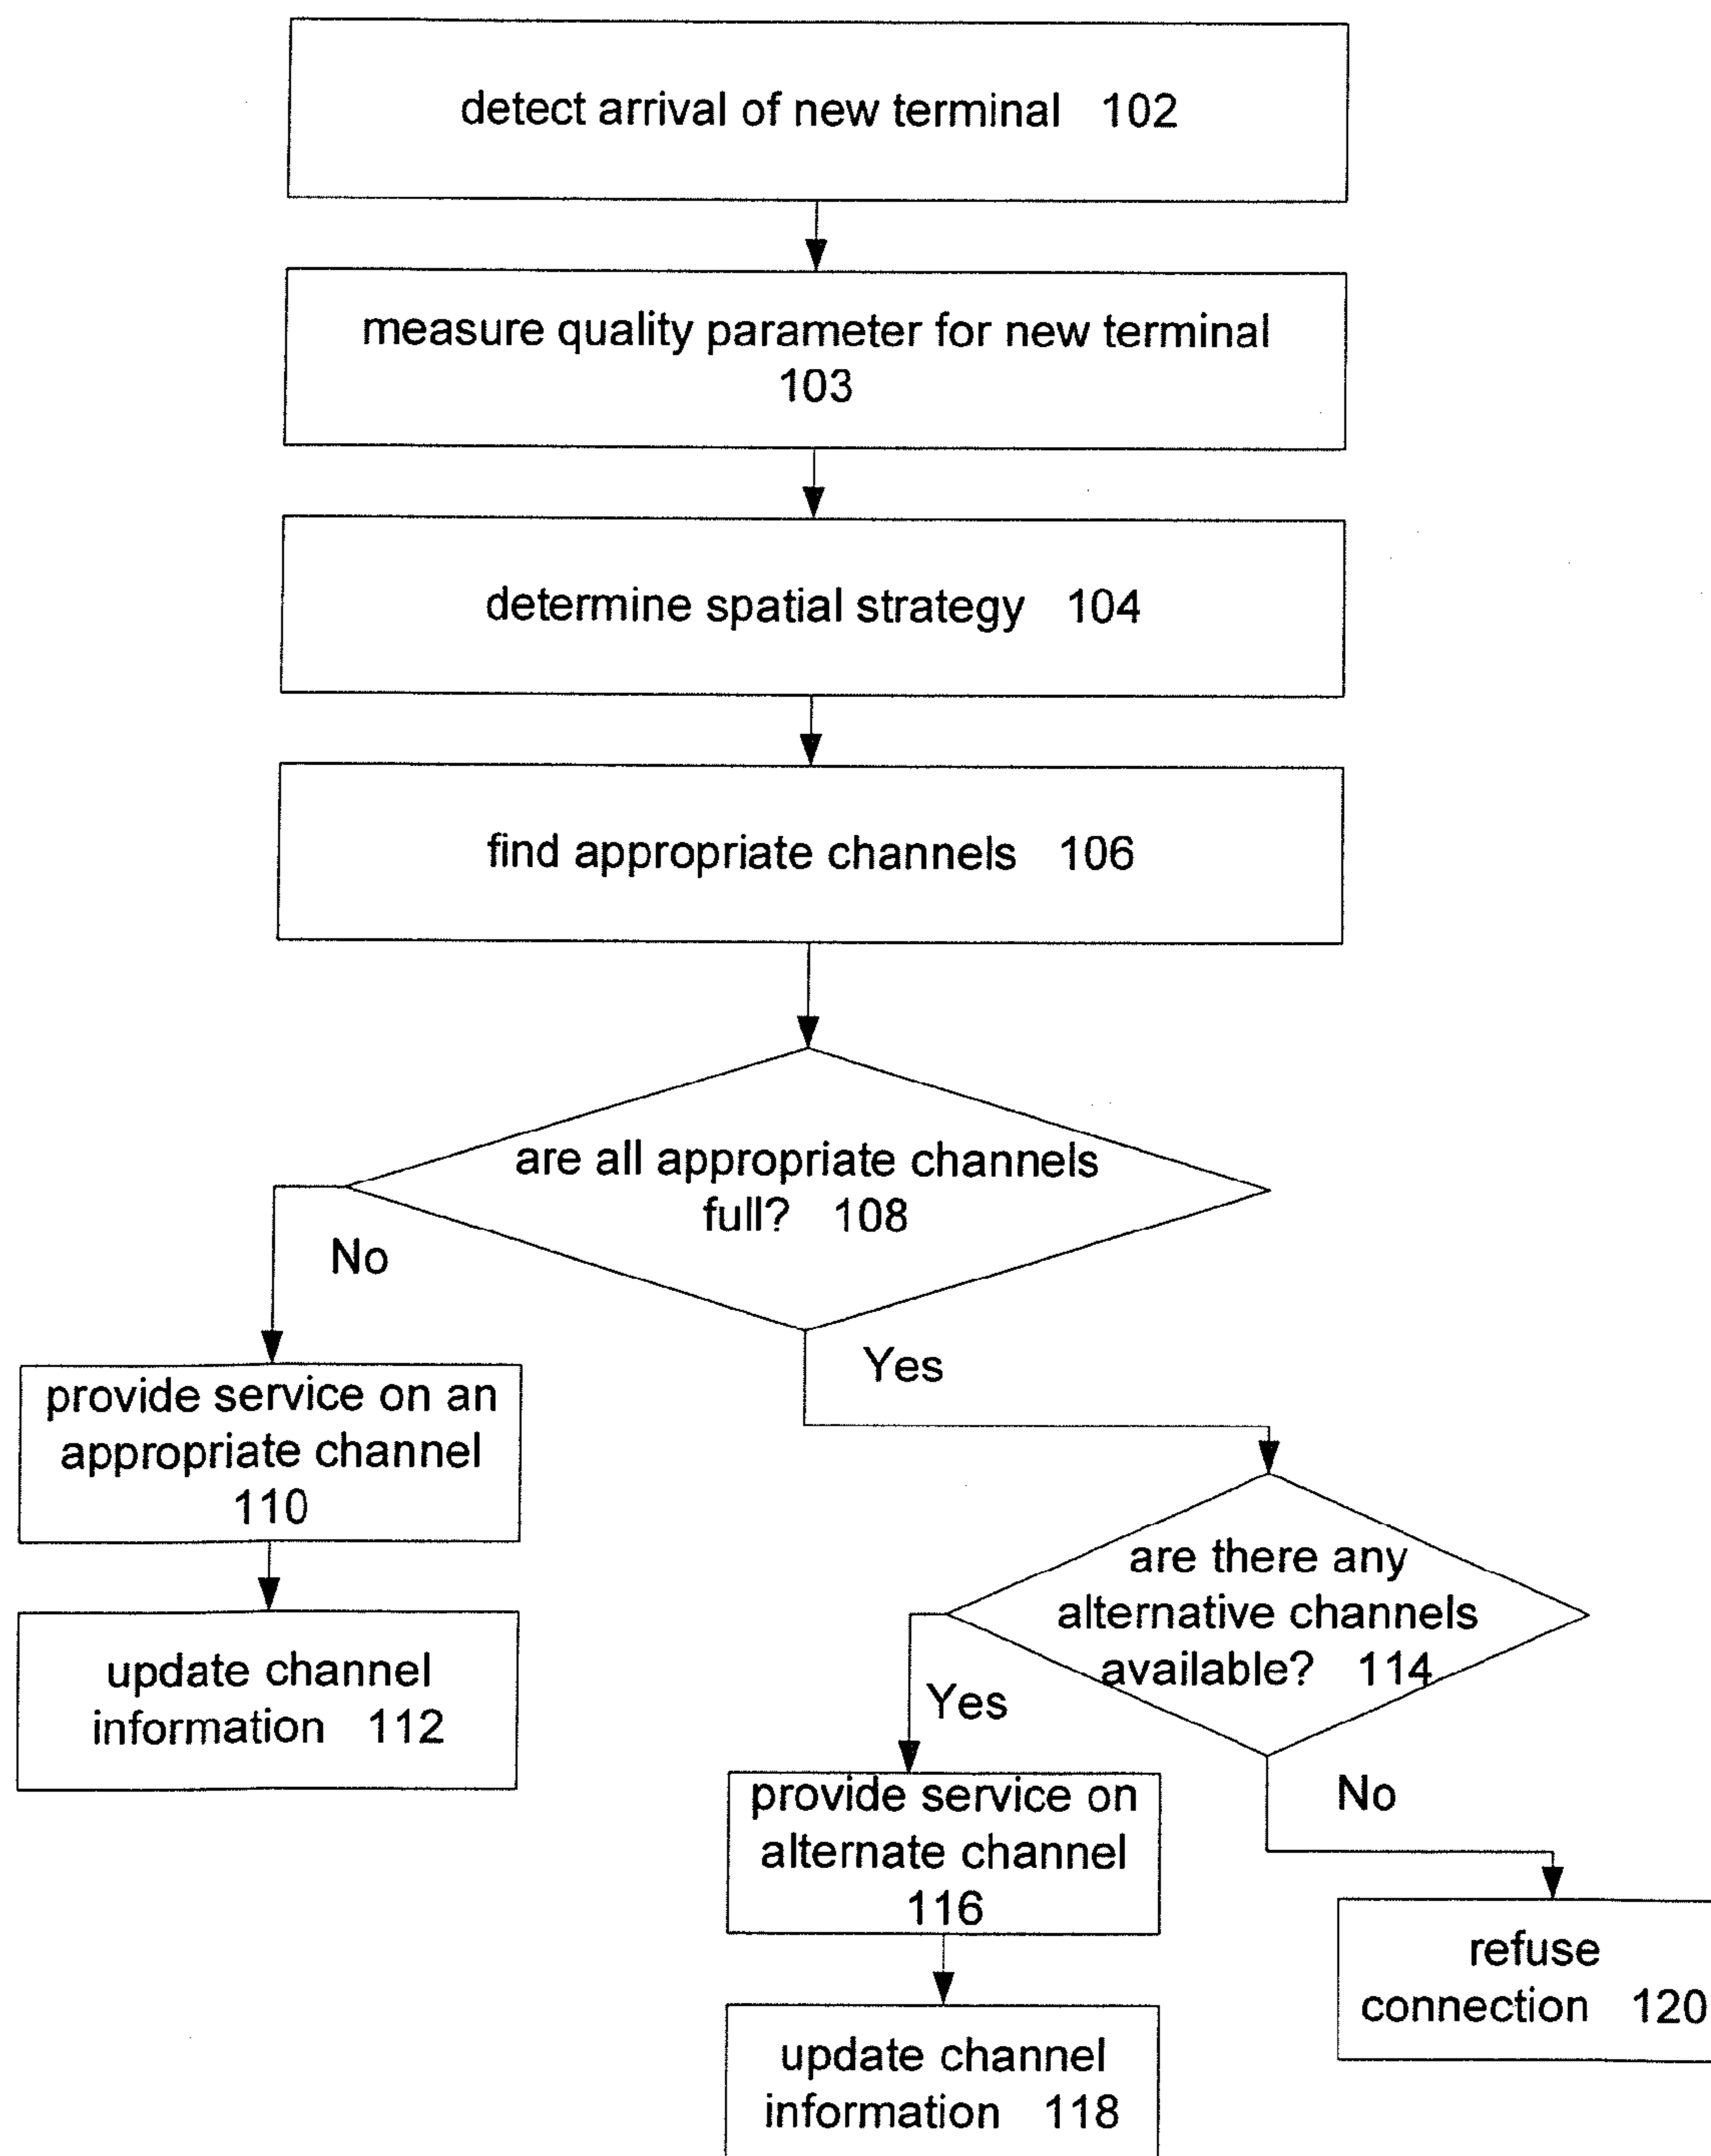 detect arrival of new terminal 102
measure quality parameter for new terminal
103
determine spatial strategy 104
find appropriate channels 106
are all appropriate channels
full? 108
No
Yes
provide service on an
appropriate channel
110
update channel
information 112
are there any
alternative channels
available? 114
Yes
No
provide service on
alternate channel
116
update channel
information 118
refuse
connection 120